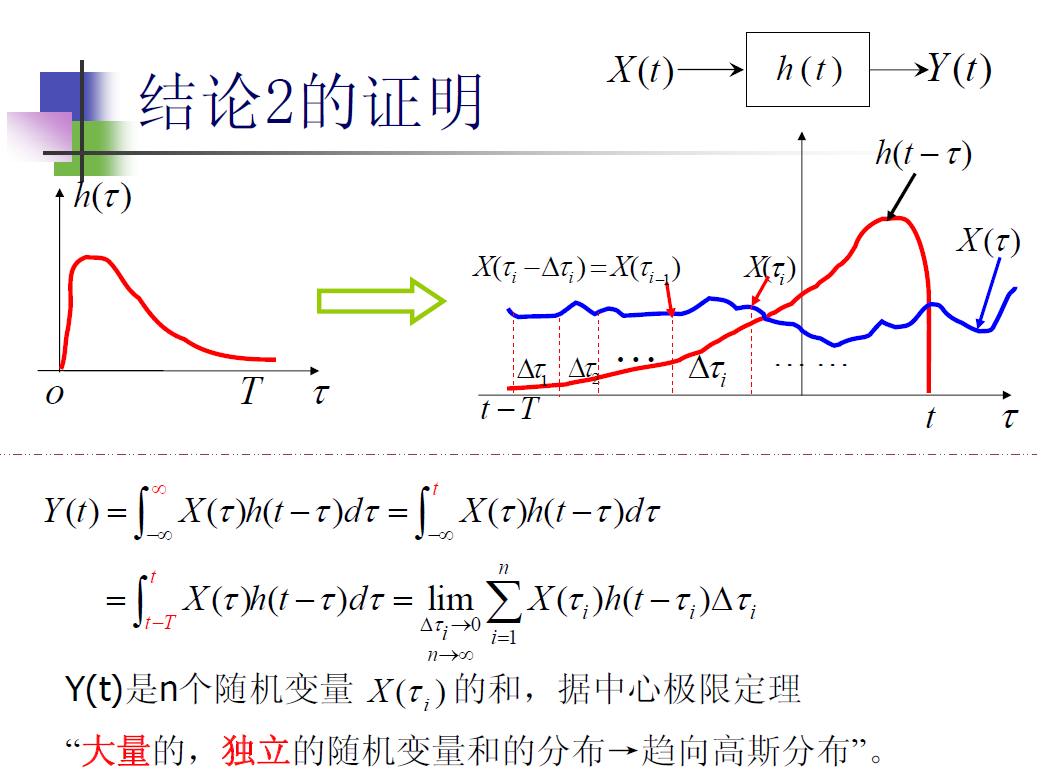 X(t) h(t) Y(t)
结论2的证明
h(τ)
o T τ
h(t − τ)
X(τ)
X(τi − Δτi) = X(τi−1)
X(τi)
Δτ1 Δτ2 ··· Δτi ··· ···
t − T t τ
Y(t) = ∫_{−∞}^{∞} X(τ)h(t − τ)dτ = ∫_{−∞}^{t} X(τ)h(t − τ)dτ
= ∫_{t−T}^{t} X(τ)h(t − τ)dτ = lim_{Δτi→0 n→∞} ∑_{i=1}^{n} X(τi)h(t − τi)Δτi
Y(t)是n个随机变量 X(τi) 的和，据中心极限定理
“大量的，独立的随机变量和的分布→趋向高斯分布”。